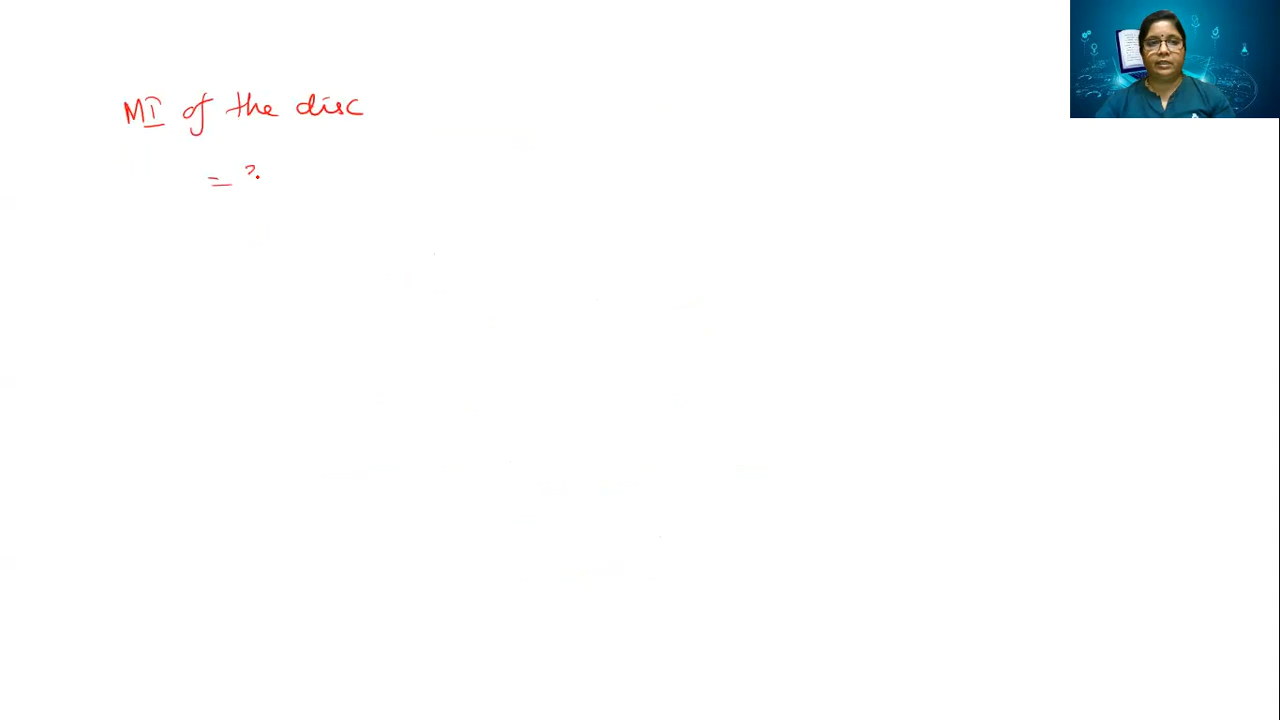 MI of the disc
= ?